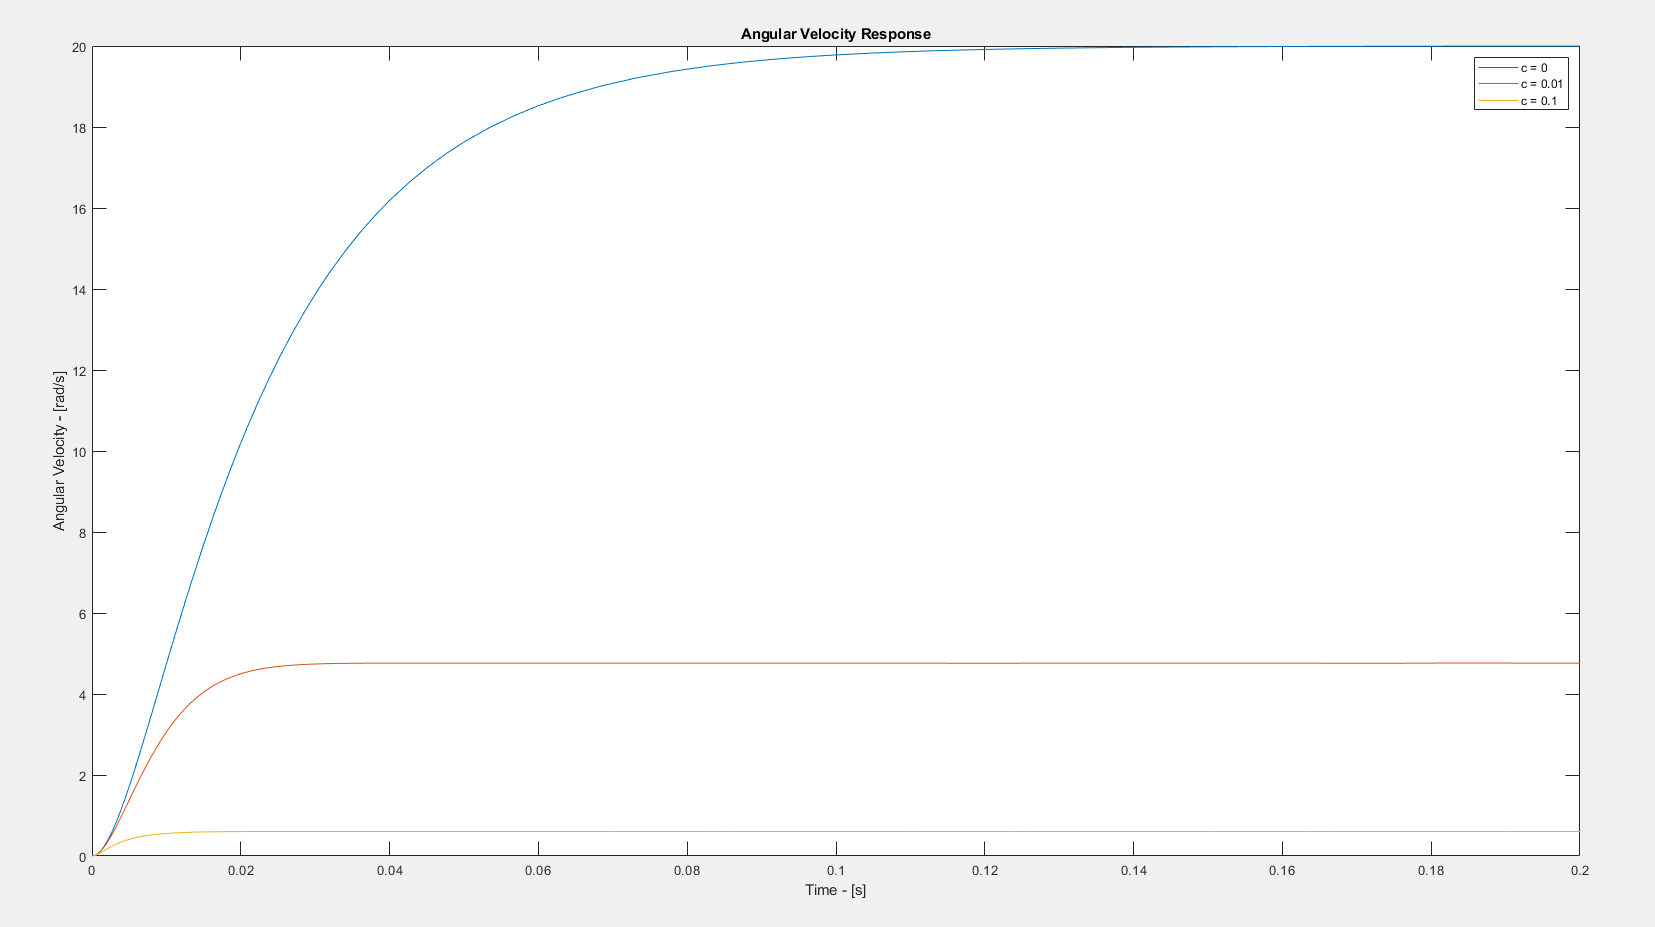 Angular Velocity Response
c = 0
c = 0.01
c = 0.1
20
18
16
14
12
10
8
6
4
2
0
Angular Velocity - [rad/s]
0 0.02 0.04 0.06 0.08 0.1 0.12 0.14 0.16 0.18 0.2
Time - [s]